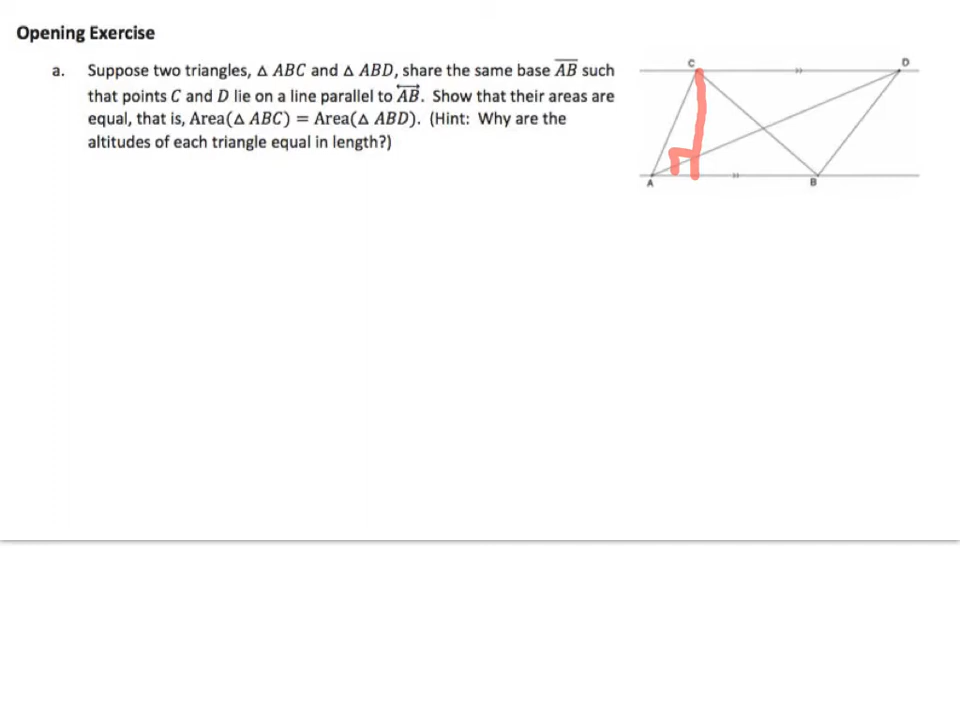 Opening Exercise
a. Suppose two triangles, △ ABC and △ ABD, share the same base A̅B̅ such
that points C and D lie on a line parallel to A⃡B⃡. Show that their areas are
equal, that is, Area(△ ABC) = Area(△ ABD). (Hint: Why are the
altitudes of each triangle equal in length?)
C D
A B